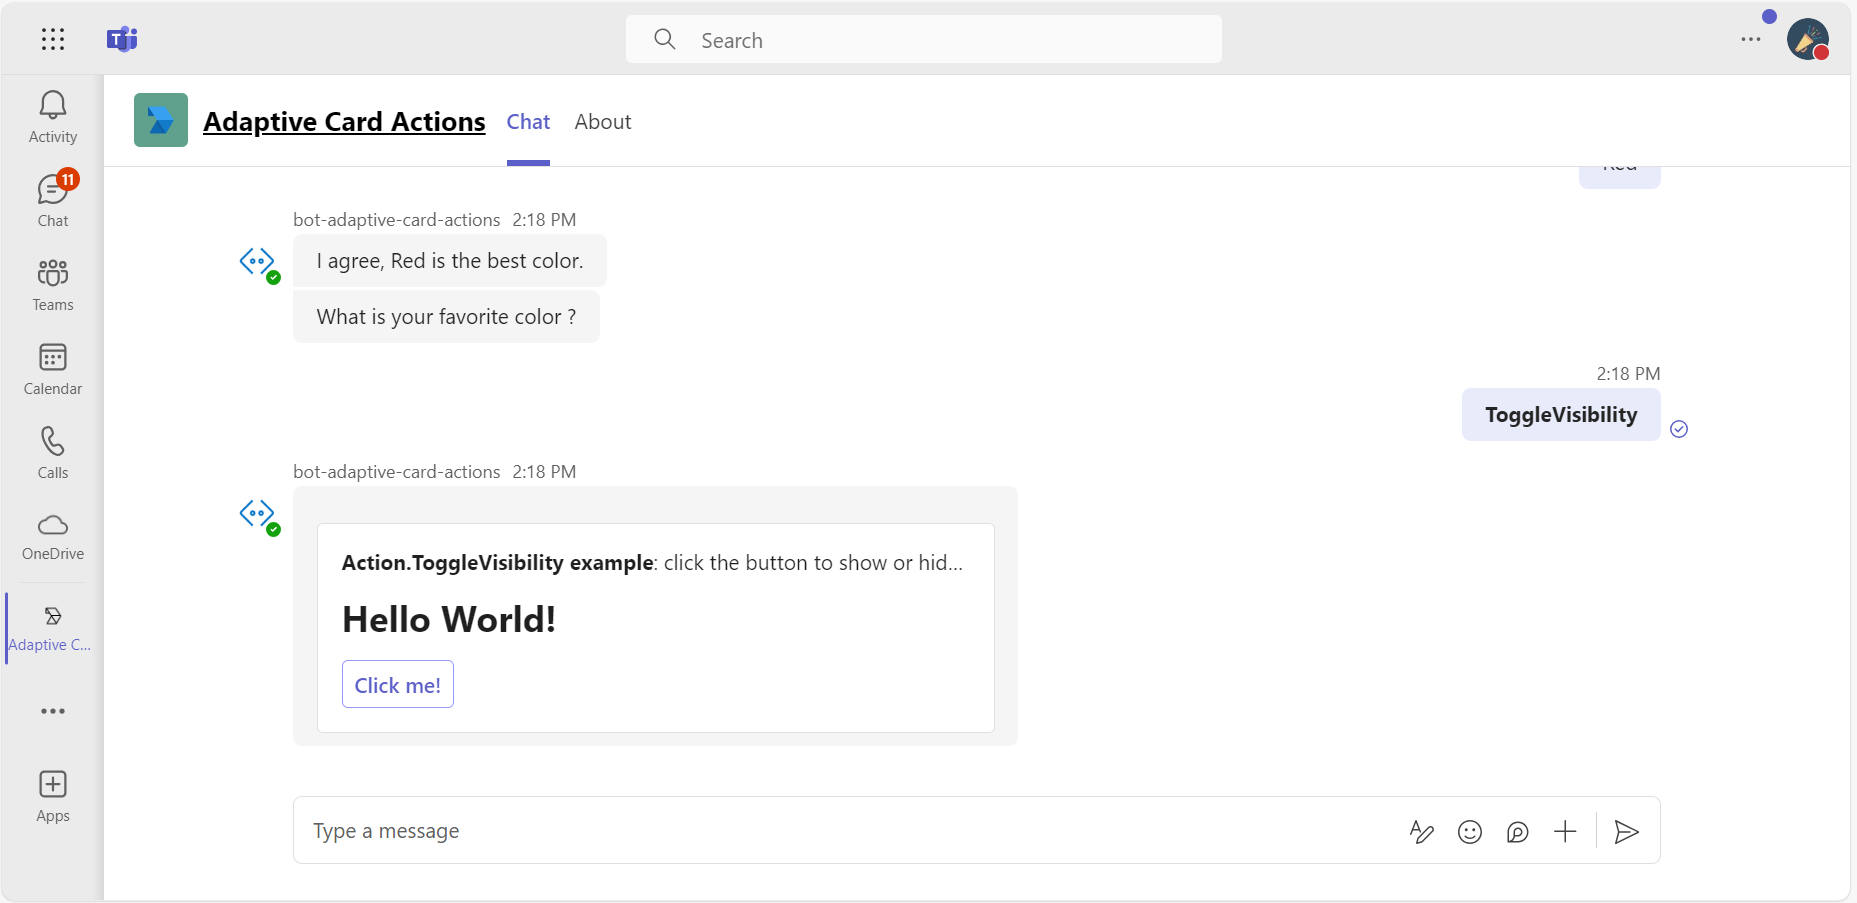 Search
Activity
11
Chat
Teams
Calendar
Calls
OneDrive
Adaptive C...
Apps
Adaptive Card Actions
Chat
About
Red
bot-adaptive-card-actions 2:18 PM
I agree, Red is the best color.
What is your favorite color ?
2:18 PM
ToggleVisibility
bot-adaptive-card-actions 2:18 PM
Action.ToggleVisibility example: click the button to show or hid...
Hello World!
Click me!
Type a message